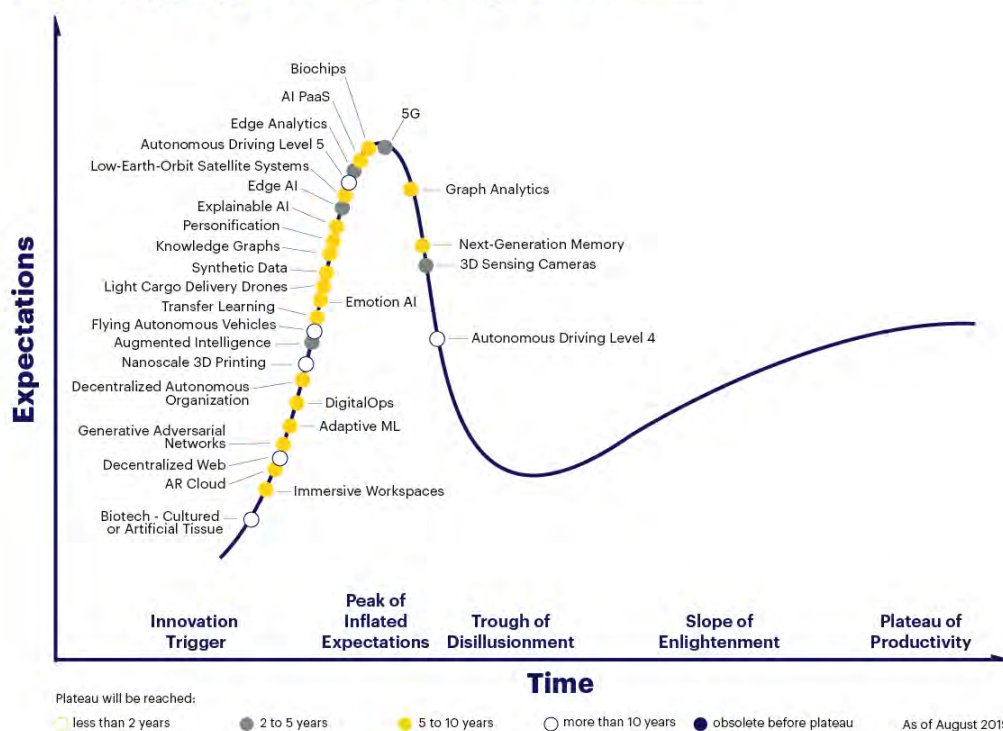 Biochips
AI PaaS
5G
Edge Analytics
Autonomous Driving Level 5
Low-Earth-Orbit Satellite Systems
Edge AI
Graph Analytics
Explainable AI
Personification
Knowledge Graphs
Next-Generation Memory
Synthetic Data
3D Sensing Cameras
Light Cargo Delivery Drones
Transfer Learning
Emotion AI
Flying Autonomous Vehicles
Augmented Intelligence
Autonomous Driving Level 4
Nanoscale 3D Printing
Decentralized Autonomous
Organization
DigitalOps
Generative Adversarial
Networks
Adaptive ML
Decentralized Web
AR Cloud
Immersive Workspaces
Biotech - Cultured
or Artificial Tissue
Expectations
Innovation
Trigger
Peak of
Inflated
Expectations
Trough of
Disillusionment
Slope of
Enlightenment
Plateau of
Productivity
Time
Plateau will be reached:
less than 2 years
2 to 5 years
5 to 10 years
more than 10 years
obsolete before plateau
As of August 2019